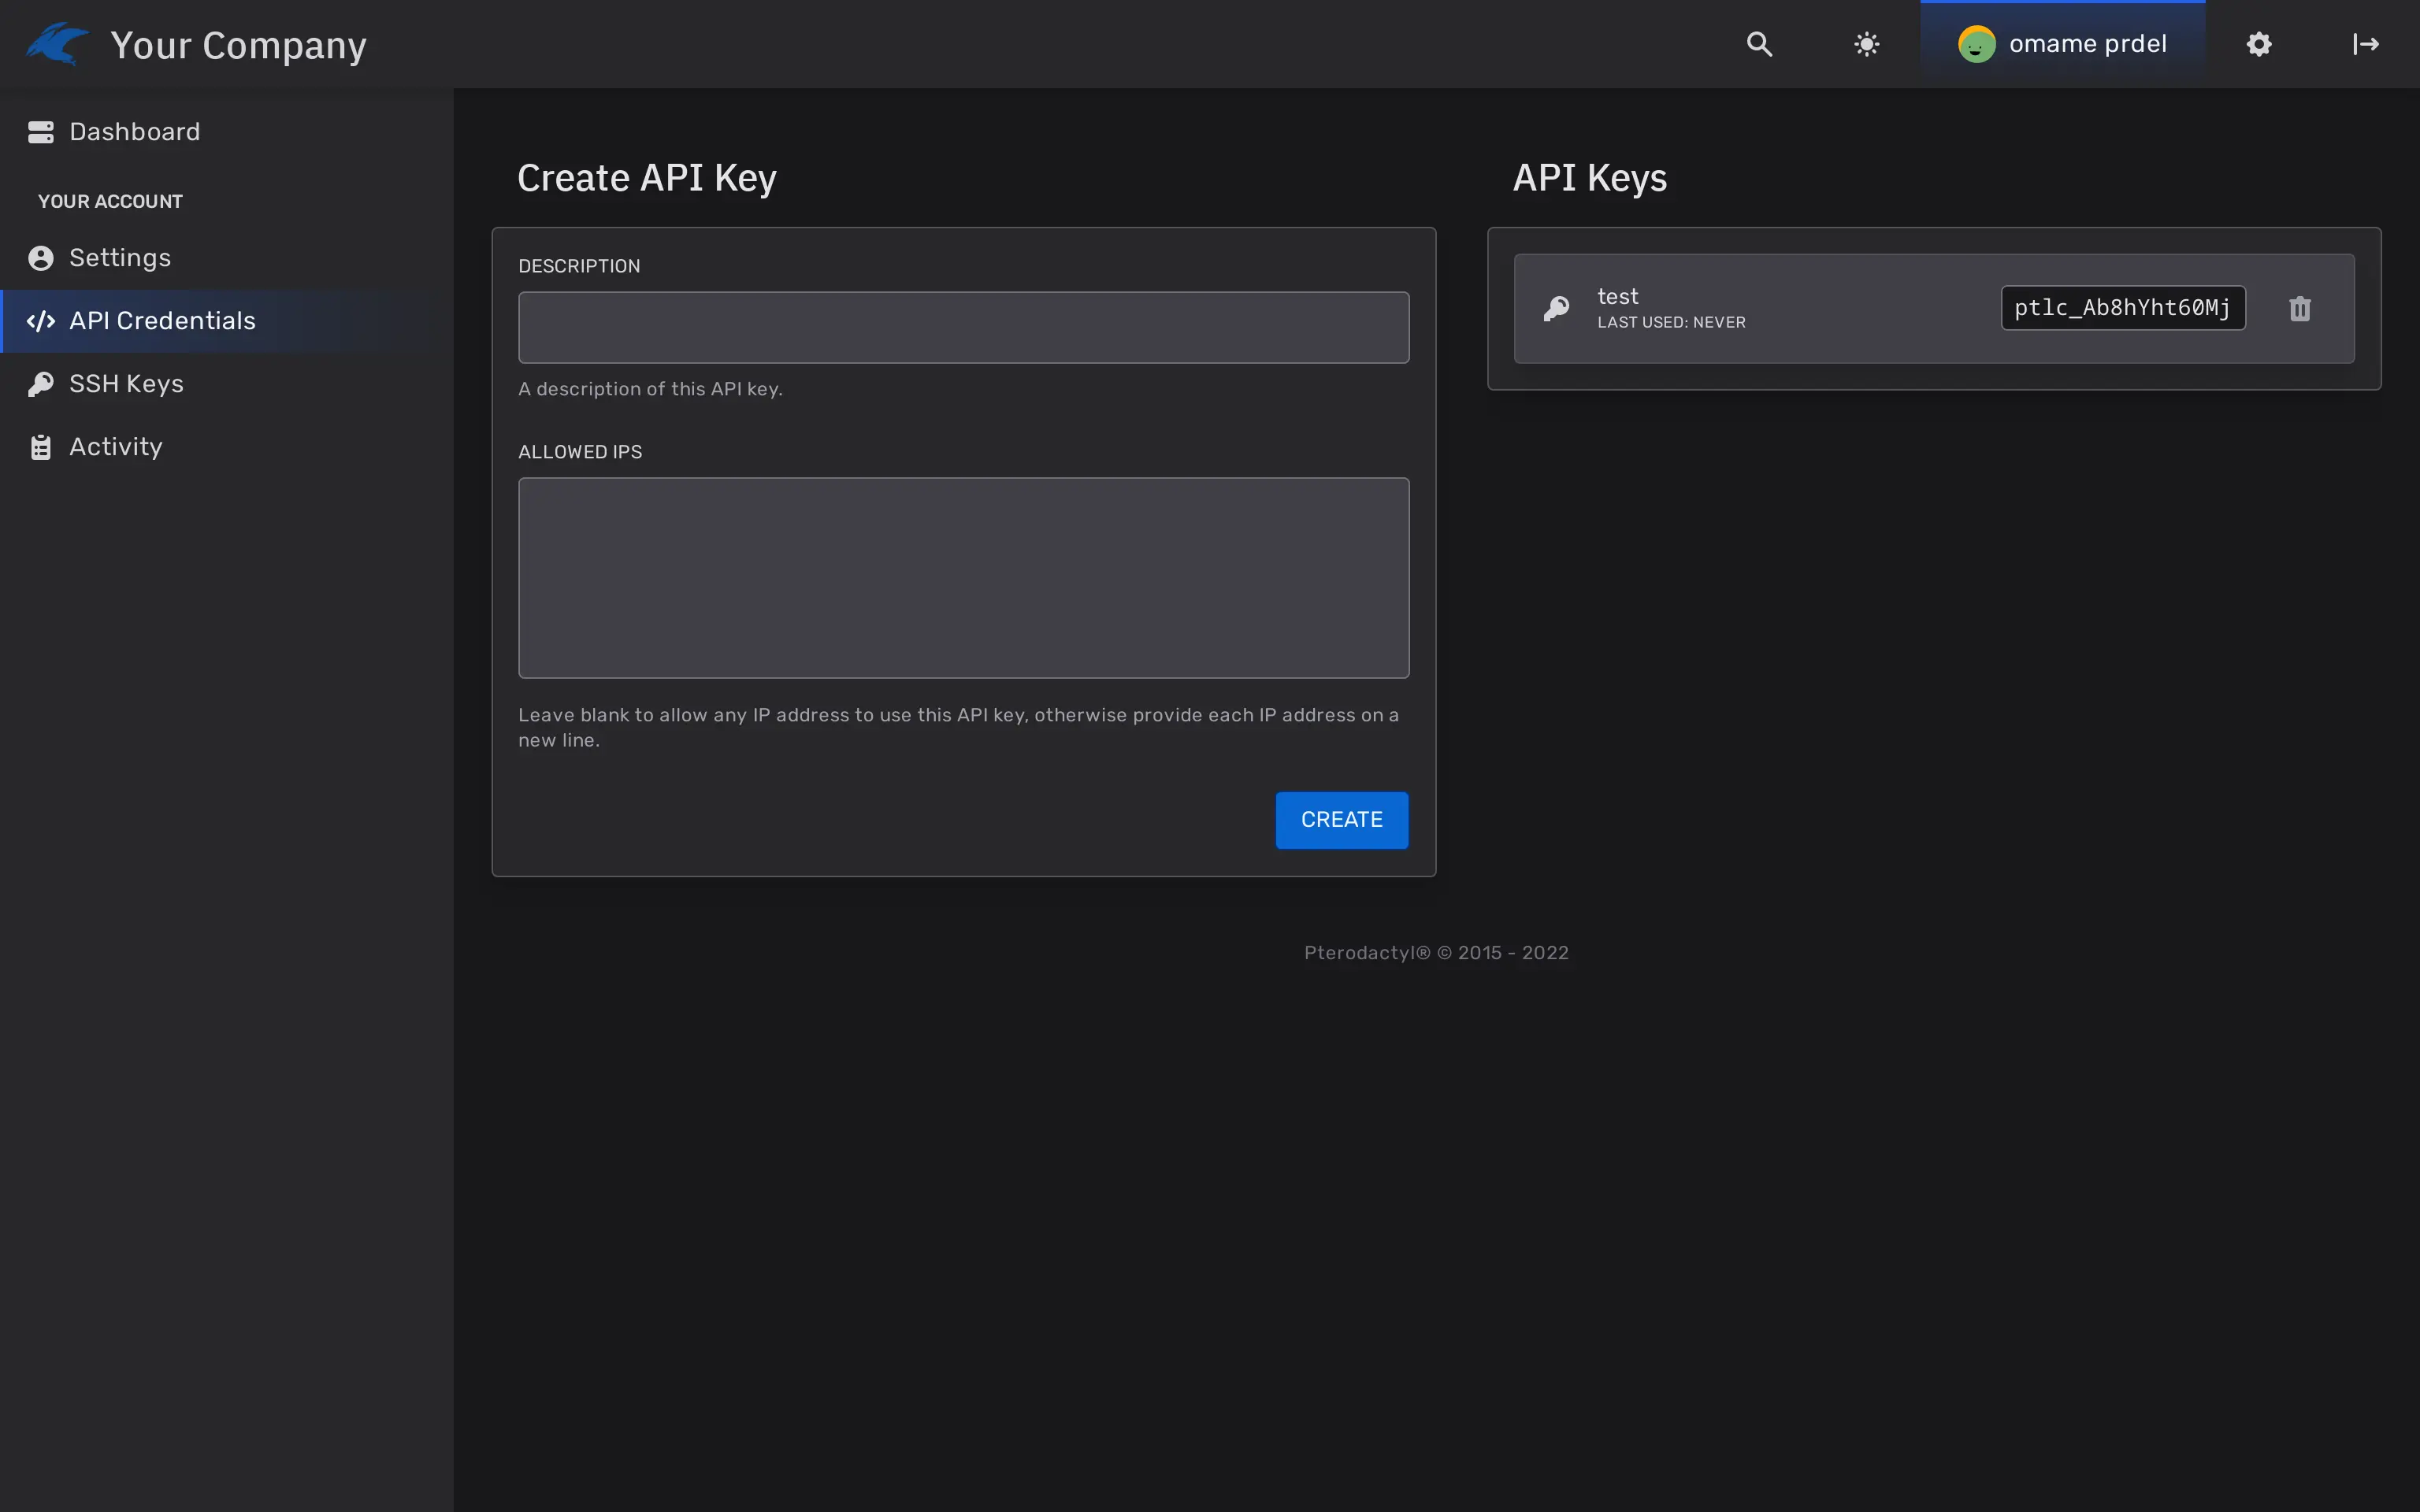 Your Company
omame prdel
Dashboard
YOUR ACCOUNT
Settings
API Credentials
SSH Keys
Activity
Create API Key
DESCRIPTION
A description of this API key.
ALLOWED IPS
Leave blank to allow any IP address to use this API key, otherwise provide each IP address on a
new line.
CREATE
API Keys
test
LAST USED: NEVER
ptlc_Ab8hYht60Mj
Pterodactyl® © 2015 - 2022